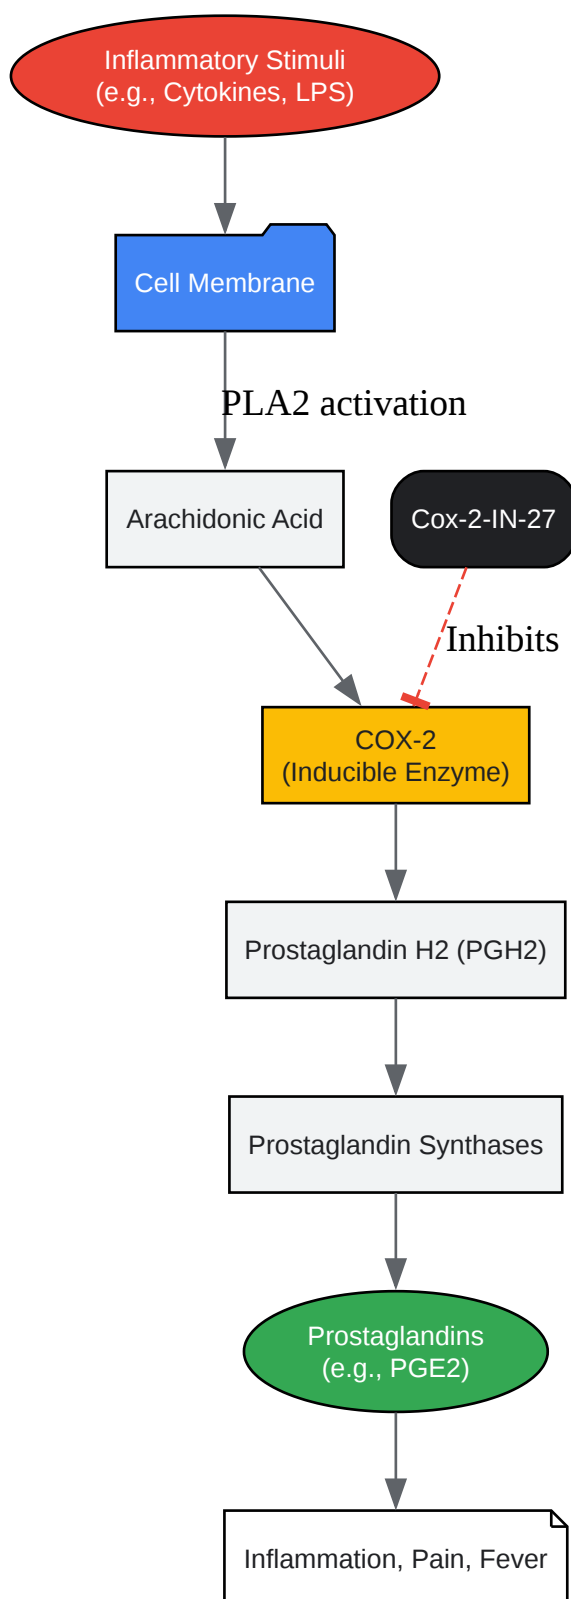 Inflammatory Stimuli
(e.g., Cytokines, LPS)
Cell Membrane
PLA2 activation
Arachidonic Acid
Cox-2-IN-27
Inhibits
COX-2
(Inducible Enzyme)
Prostaglandin H2 (PGH2)
Prostaglandin Synthases
Prostaglandins
(e.g., PGE2)
Inflammation, Pain, Fever